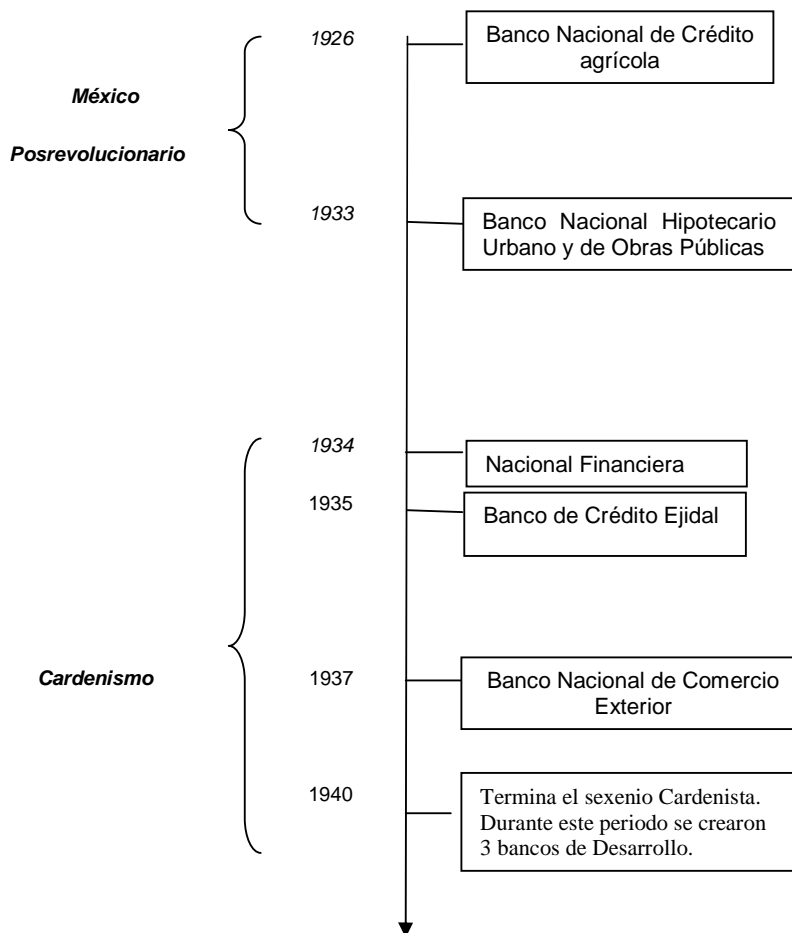 1926
Banco Nacional de Crédito
agrícola
México
Posrevolucionario
1933
Banco Nacional Hipotecario
Urbano y de Obras Públicas
1934
Nacional Financiera
1935
Banco de Crédito Ejidal
Cardenismo
1937
Banco Nacional de Comercio
Exterior
1940
Termina el sexenio Cardenista.
Durante este periodo se crearon
3 bancos de Desarrollo.